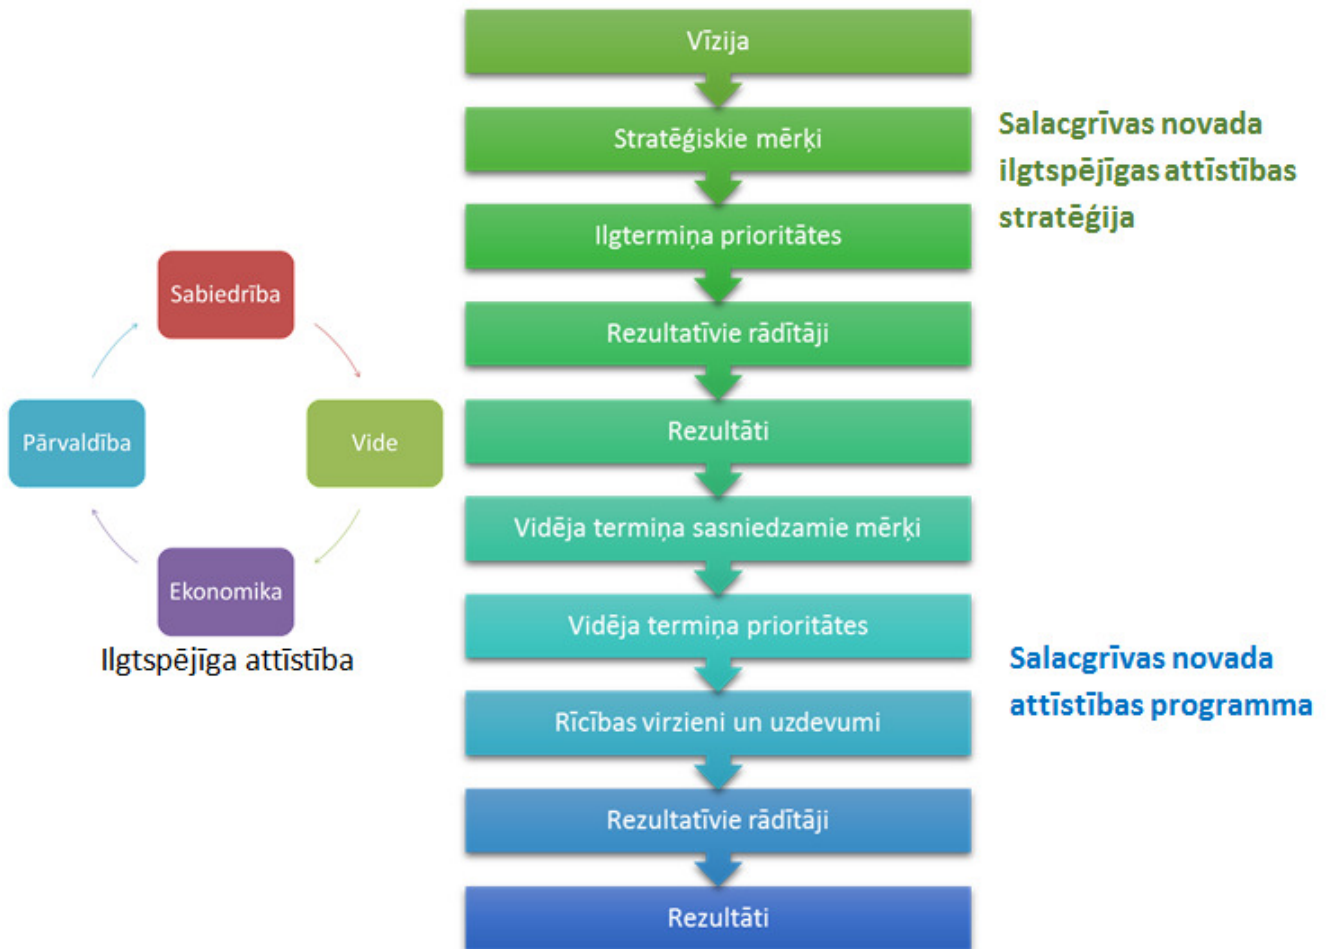 Vīzija
Stratēģiskie mērķi
Ilgtermiņa prioritātes
Rezultatīvie rādītāji
Rezultāti
Vidēja termiņa sasniedzamie mērķi
Vidēja termiņa prioritātes
Rīcības virzieni un uzdevumi
Rezultatīvie rādītāji
Rezultāti
Salacgrīvas novada
ilgtspējīgas attīstības
stratēģija
Salacgrīvas novada
attīstības programma
Sabiedrība
Vide
Ekonomika
Pārvaldība
Ilgtspējīga attīstība